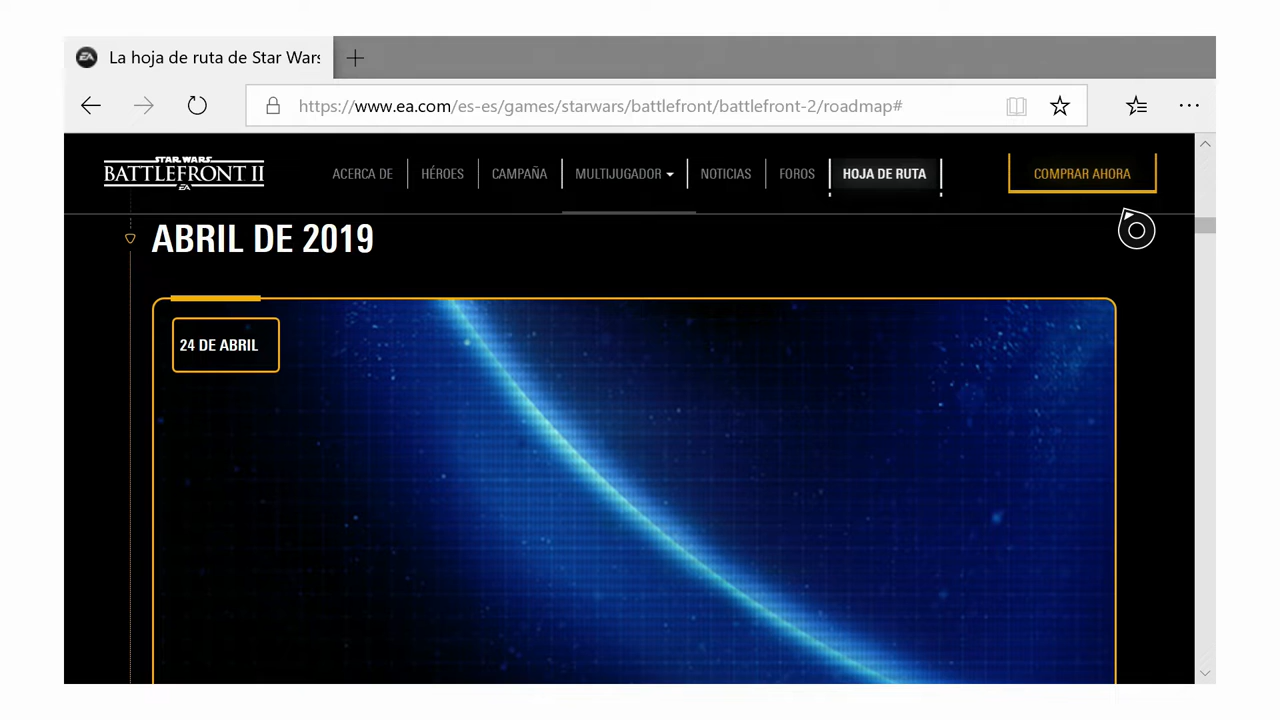 La hoja de ruta de Star Wars
https://www.ea.com/es-es/games/starwars/battlefront/battlefront-2/roadmap#
STAR WARS
BATTLEFRONT II
EA
ACERCA DE
HÉROES
CAMPAÑA
MULTIJUGADOR
NOTICIAS
FOROS
HOJA DE RUTA
COMPRAR AHORA
ABRIL DE 2019
24 DE ABRIL